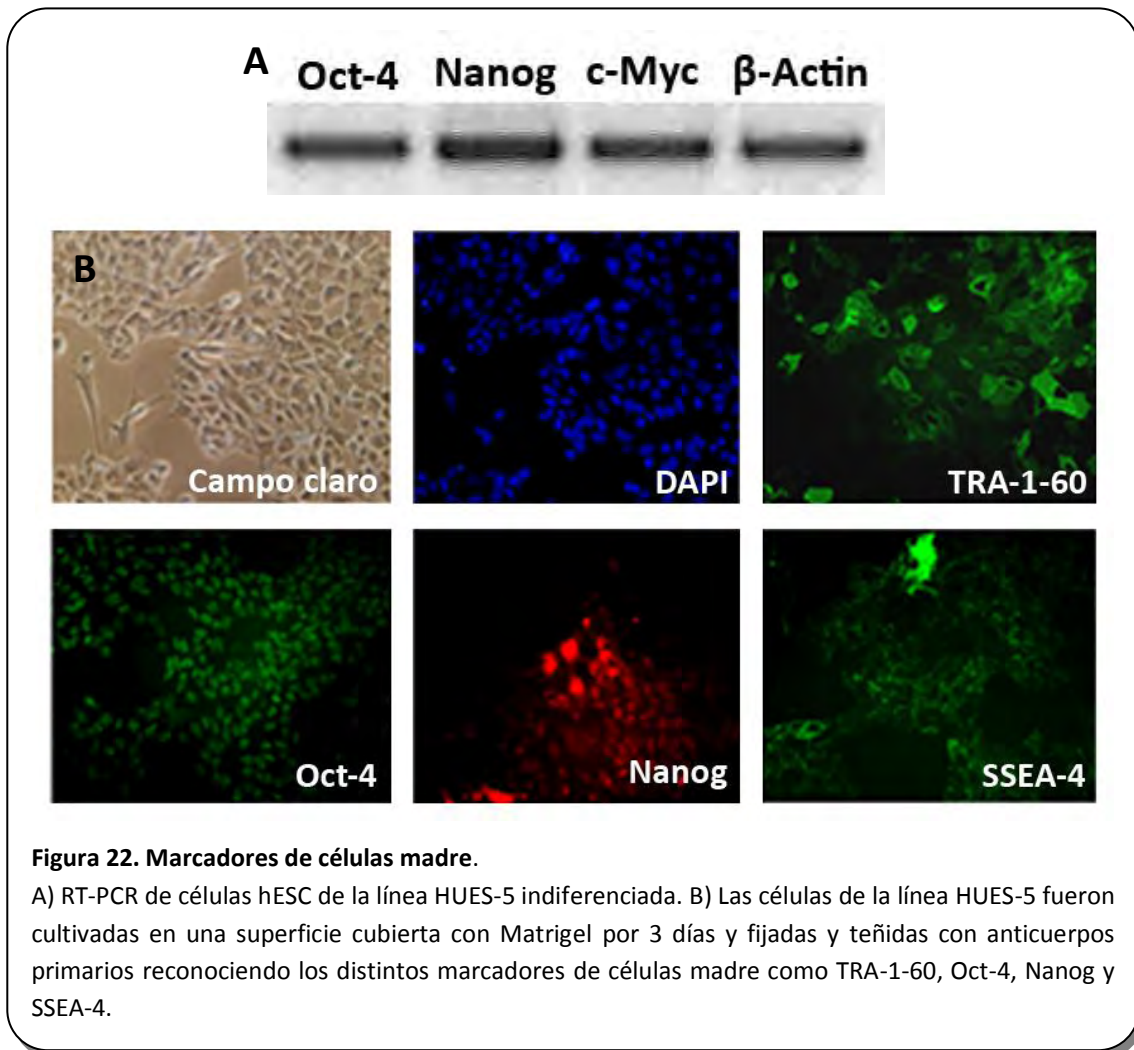 A
Oct-4 Nanog c-Myc β-Actin
B
Campo claro
DAPI
TRA-1-60
Oct-4
Nanog
SSEA-4
Figura 22. Marcadores de células madre.
A) RT-PCR de células hESC de la línea HUES-5 indiferenciada. B) Las células de la línea HUES-5 fueron
cultivadas en una superficie cubierta con Matrigel por 3 días y fijadas y teñidas con anticuerpos
primarios reconociendo los distintos marcadores de células madre como TRA-1-60, Oct-4, Nanog y
SSEA-4.